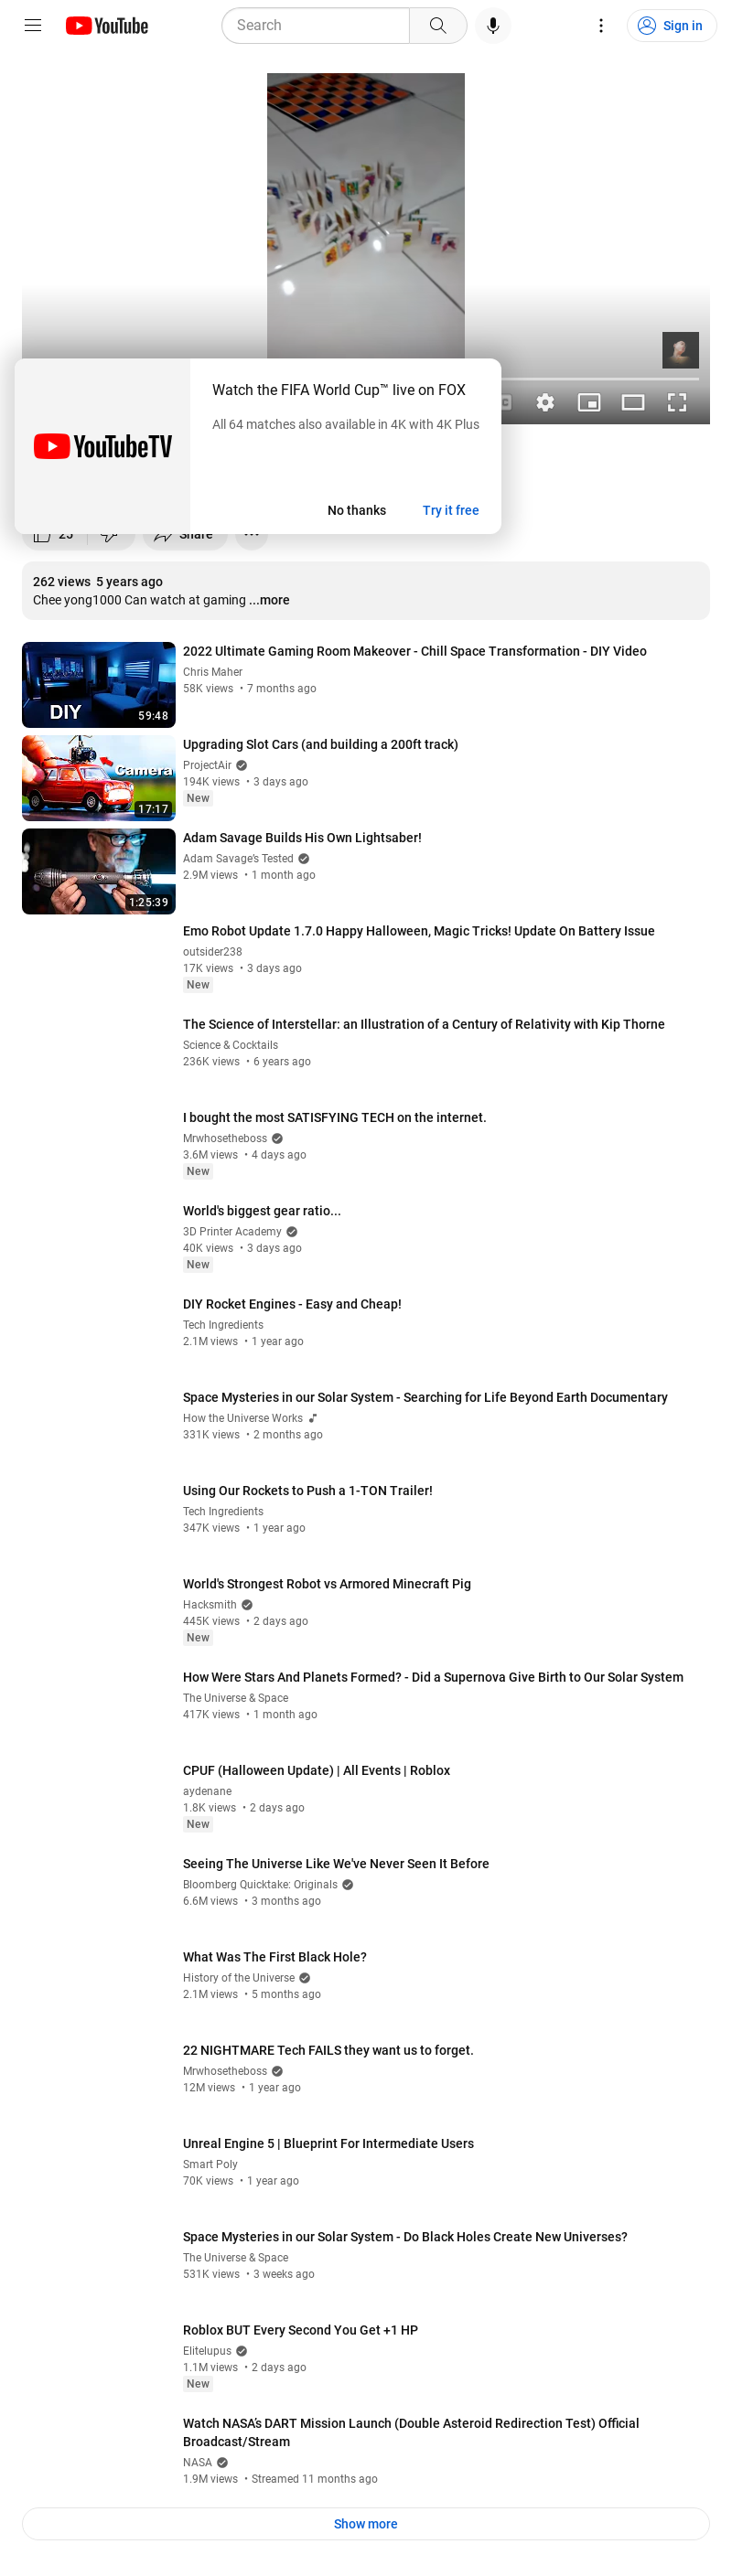 YouTube
Search
Sign in
Watch the FIFA World Cup™ live on FOX
All 64 matches also available in 4K with 4K Plus
YouTubeTV
No thanks
Try it free
25
Share
262 views 5 years ago
Chee yong1000 Can watch at gaming ...more
2022 Ultimate Gaming Room Makeover - Chill Space Transformation - DIY Video
Chris Maher
58K views • 7 months ago
DIY
59:48
Upgrading Slot Cars (and building a 200ft track)
ProjectAir
194K views • 3 days ago
New
Camera
17:17
Adam Savage Builds His Own Lightsaber!
Adam Savage's Tested
2.9M views • 1 month ago
1:25:39
Emo Robot Update 1.7.0 Happy Halloween, Magic Tricks! Update On Battery Issue
outsider238
17K views • 3 days ago
New
The Science of Interstellar: an Illustration of a Century of Relativity with Kip Thorne
Science & Cocktails
236K views • 6 years ago
I bought the most SATISFYING TECH on the internet.
Mrwhosetheboss
3.6M views • 4 days ago
New
World's biggest gear ratio...
3D Printer Academy
40K views • 3 days ago
New
DIY Rocket Engines - Easy and Cheap!
Tech Ingredients
2.1M views • 1 year ago
Space Mysteries in our Solar System - Searching for Life Beyond Earth Documentary
How the Universe Works
331K views • 2 months ago
Using Our Rockets to Push a 1-TON Trailer!
Tech Ingredients
347K views • 1 year ago
World's Strongest Robot vs Armored Minecraft Pig
Hacksmith
445K views • 2 days ago
New
How Were Stars And Planets Formed? - Did a Supernova Give Birth to Our Solar System
The Universe & Space
417K views • 1 month ago
CPUF (Halloween Update) | All Events | Roblox
aydenane
1.8K views • 2 days ago
New
Seeing The Universe Like We've Never Seen It Before
Bloomberg Quicktake: Originals
6.6M views • 3 months ago
What Was The First Black Hole?
History of the Universe
2.1M views • 5 months ago
22 NIGHTMARE Tech FAILS they want us to forget.
Mrwhosetheboss
12M views • 1 year ago
Unreal Engine 5 | Blueprint For Intermediate Users
Smart Poly
70K views • 1 year ago
Space Mysteries in our Solar System - Do Black Holes Create New Universes?
The Universe & Space
531K views • 3 weeks ago
Roblox BUT Every Second You Get +1 HP
Elitelupus
1.1M views • 2 days ago
New
Watch NASA's DART Mission Launch (Double Asteroid Redirection Test) Official
Broadcast/Stream
NASA
1.9M views • Streamed 11 months ago
Show more